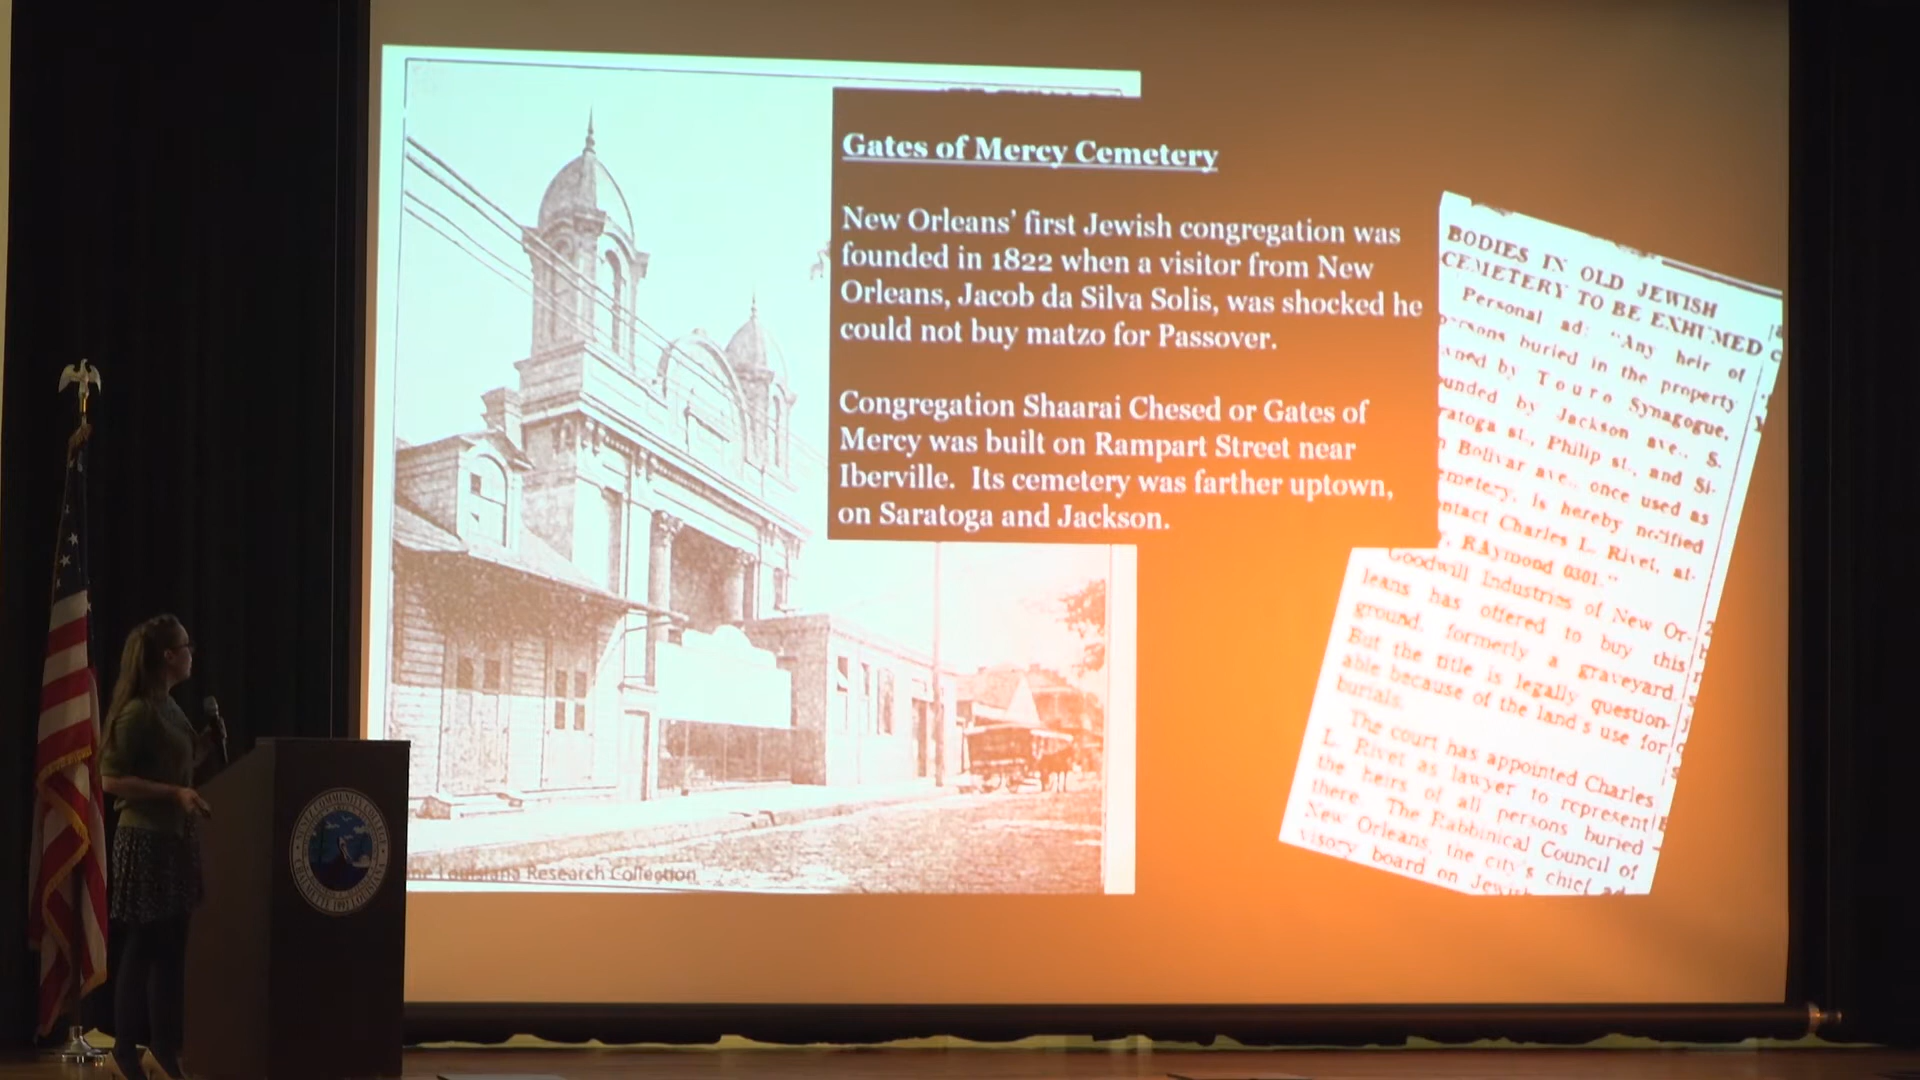 Gates of Mercy Cemetery
New Orleans’ first Jewish congregation was
founded in 1822 when a visitor from New
Orleans, Jacob da Silva Solis, was shocked he
could not buy matzo for Passover.
Congregation Shaarai Chesed or Gates of
Mercy was built on Rampart Street near
Iberville. Its cemetery was farther uptown,
on Saratoga and Jackson.
BODIES IN OLD JEWISH
CEMETERY TO BE EXHUMED
Personal ad: "Any heir of
persons buried in the property
owned by Touro Synagogue,
bounded by Jackson ave., S.
Saratoga st., Philip st., and Si-
Bolivar ave., once used as
cemetery, is hereby notified
contact Charles L. Rivet, at-
RAymond 0301."
Goodwill Industries of New Or-
leans has offered to buy this
ground, formerly a graveyard.
But the title is legally question-
able because of the land's use for
burials.
The court has appointed Charles
L. Rivet as lawyer to represent
the heirs of all persons buried
there. The Rabbinical Council of
New Orleans, the city's chief ad-
visory board on Jewish
Louisiana Research Collection
COMMUNITY COLLEGE
LOUISIANA